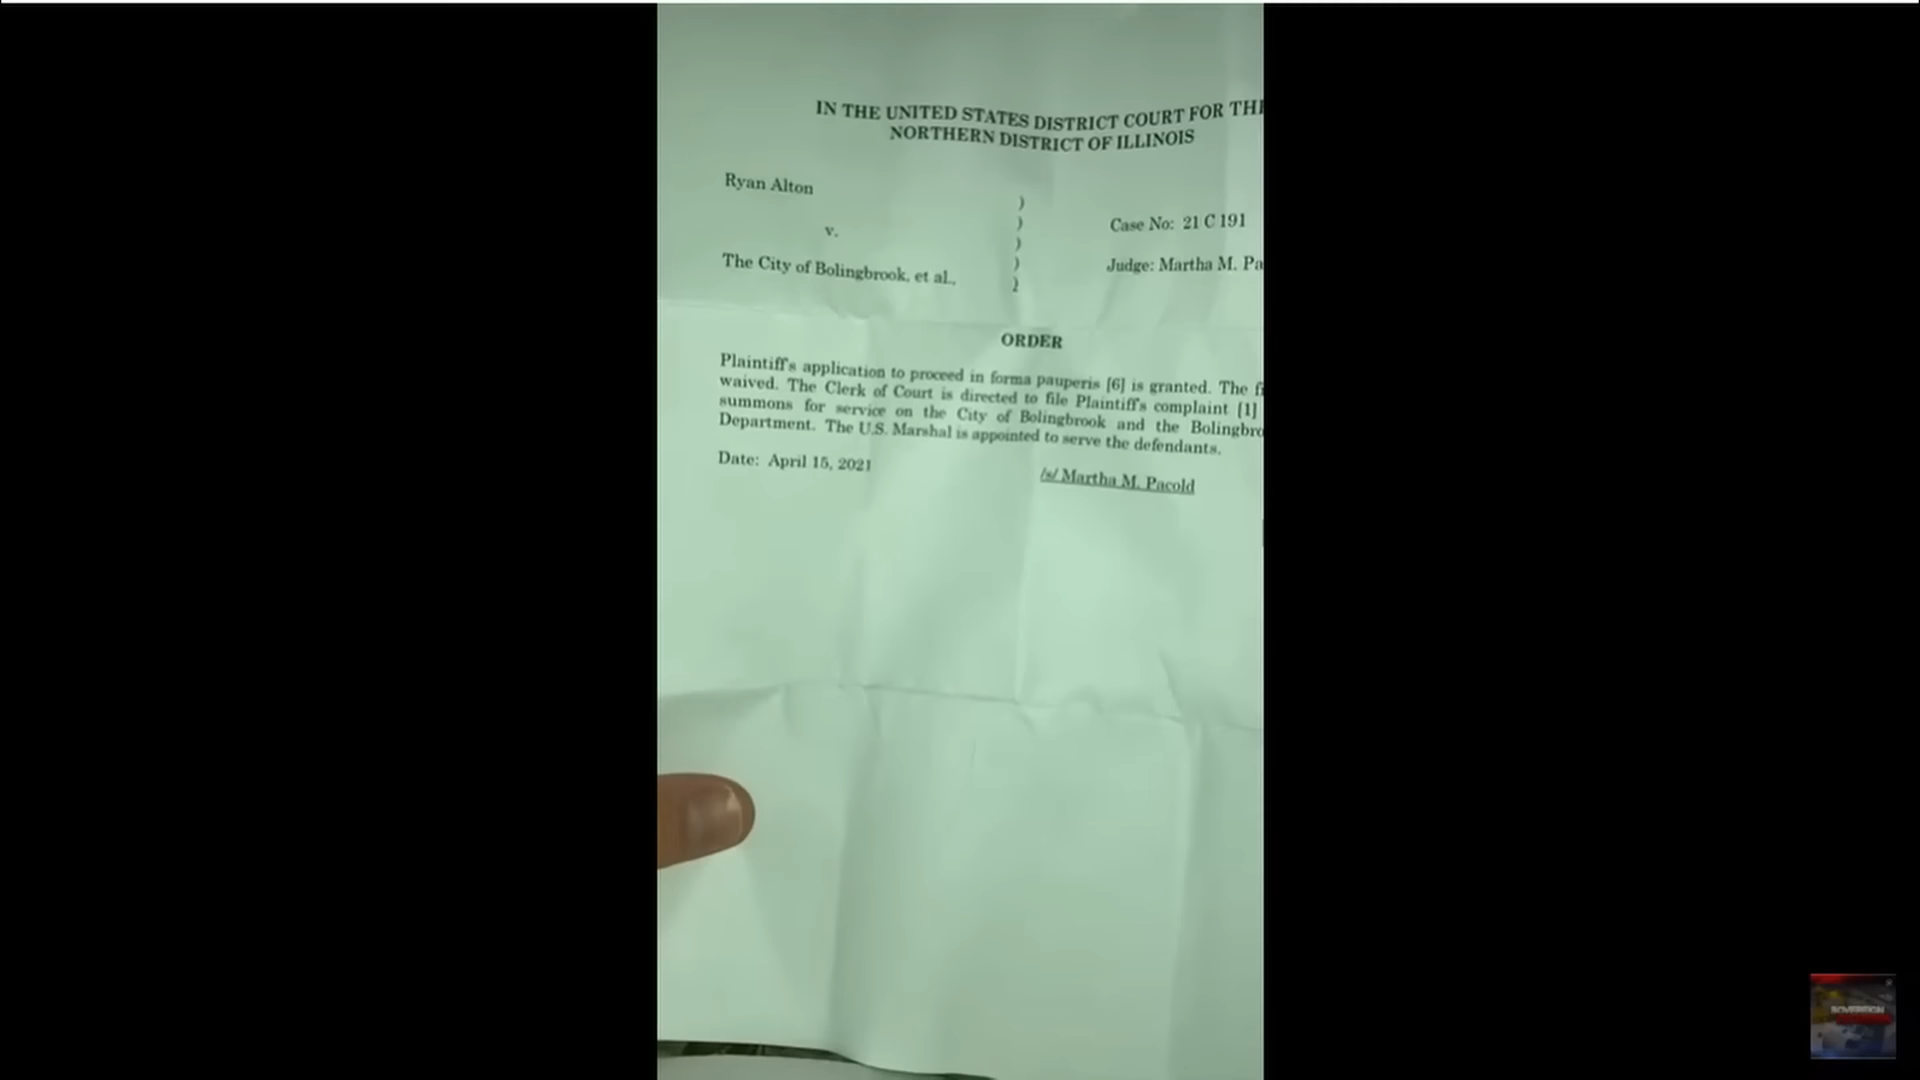 IN THE UNITED STATES DISTRICT COURT FOR THE
NORTHERN DISTRICT OF ILLINOIS
Ryan Alton
)
)
Case No: 21 C 191
v.
)
The City of Bolingbrook, et al.,
)
Judge: Martha M. Pa
)
ORDER
Plaintiff's application to proceed in forma pauperis [6] is granted. The
waived. The Clerk of Court is directed to file Plaintiff's complaint [1]
summons for service on the City of Bolingbrook and the Bolingbro
Department. The U.S. Marshal is appointed to serve the defendants.
Date: April 15, 2021
/s/ Martha M. Pacold